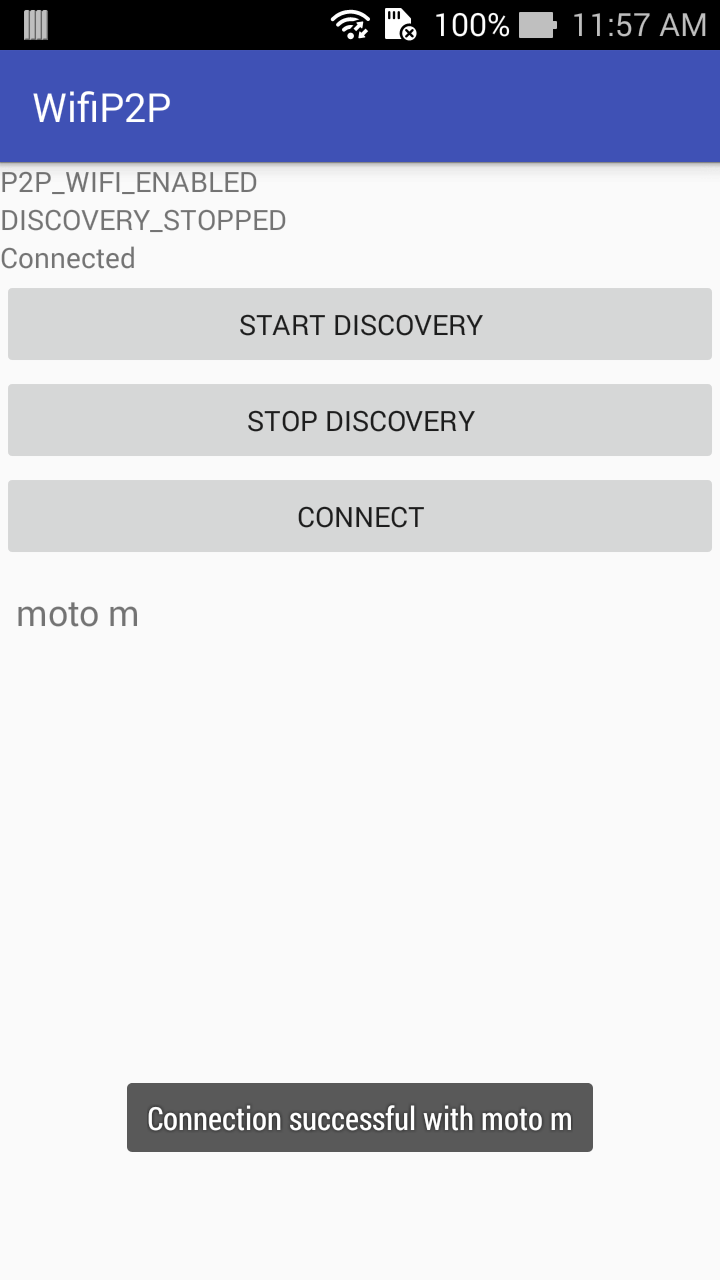 100% 11:57 AM
WifiP2P
P2P_WIFI_ENABLED
DISCOVERY_STOPPED
Connected
START DISCOVERY
STOP DISCOVERY
CONNECT
moto m
Connection successful with moto m